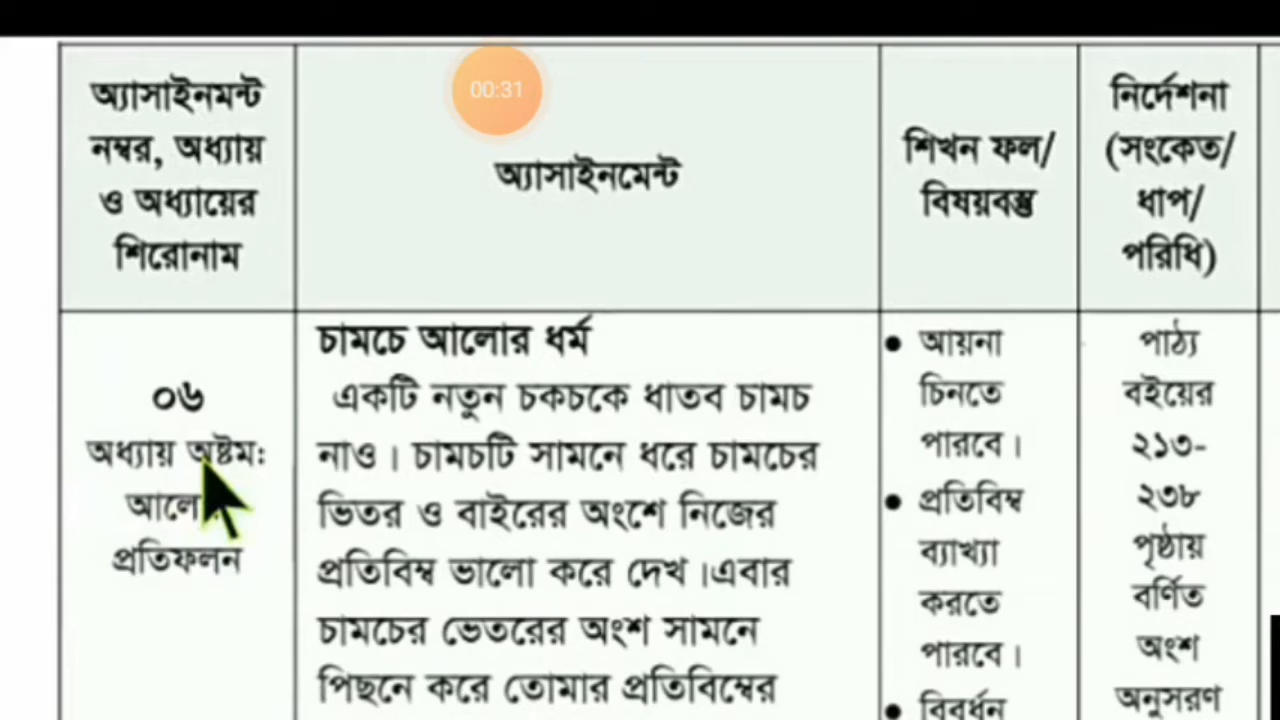 অ্যাসাইনমেন্ট
নম্বর, অধ্যায়
ও অধ্যায়ের
শিরোনাম
00:31
অ্যাসাইনমেন্ট
শিখন ফল/
বিষয়বস্তু
নির্দেশনা
(সংকেত/
ধাপ/
পরিধি)
০৬
অধ্যায় অষ্টম:
প্রতিফলন
চামচে আলোর ধর্ম
একটি নতুন চকচকে ধাতব চামচ
নাও। চামচটি সামনে ধরে চামচের
ভিতর ও বাইরের অংশে নিজের
প্রতিবিম্ব ভালো করে দেখ।এবার
চামচের ভেতরের অংশ সামনে
পিছনে করে তোমার প্রতিবিম্বের
● আয়না
চিনতে
পারবে।
● প্রতিবিম্ব
ব্যাখ্যা
করতে
পারবে।
● বিবর্ধন
পাঠ্য
বইয়ের
২১৩-
২৩৮
পৃষ্ঠায়
বর্ণিত
অংশ
অনুসরণ